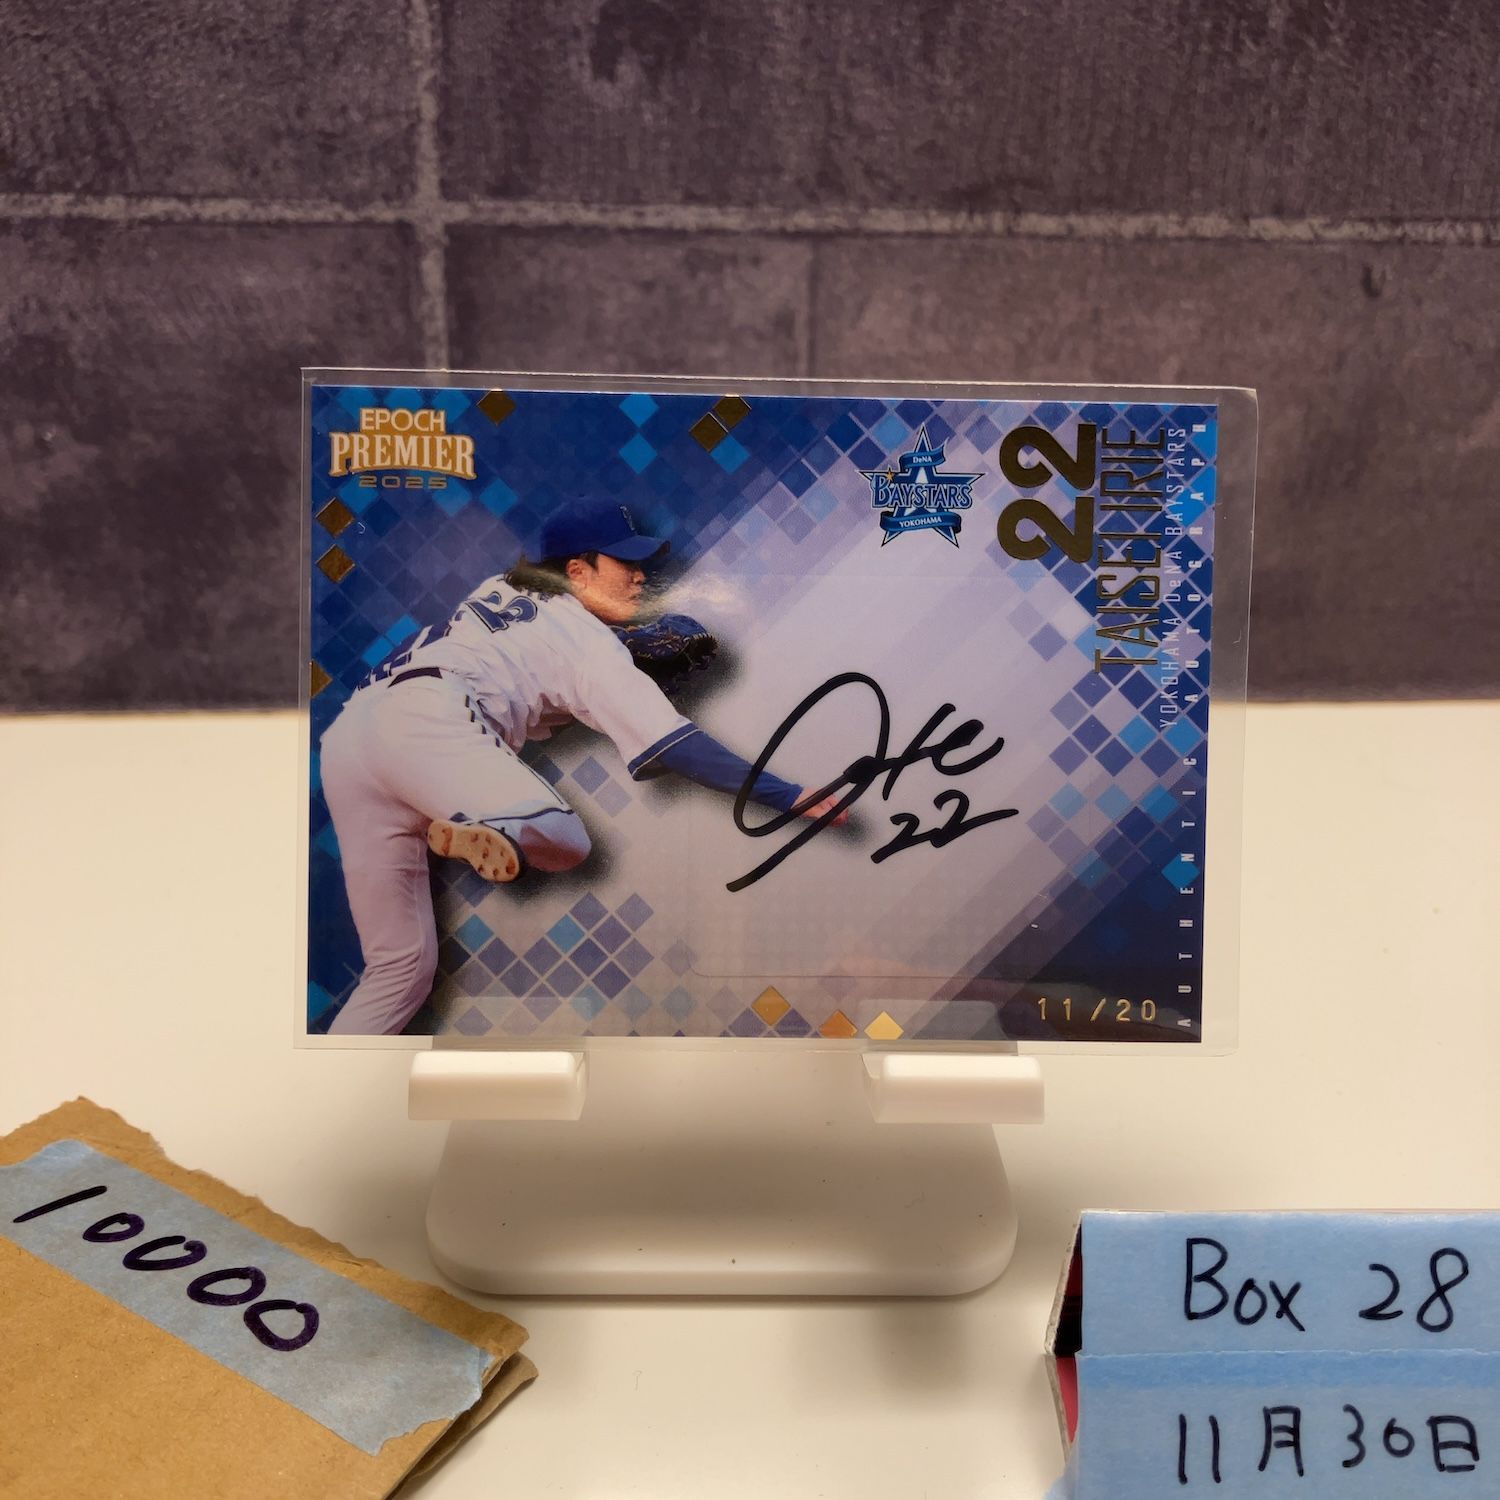 EPOCH
PREMIER
2025
DeNA
BAYSTARS
YOKOHAMA
22
TAISEI IRIE
YOKOHAMA DeNA BAYSTARS
AUTHENTIC AUTOGRAPH
22
22
11/20
10000
Box 28
11月30日